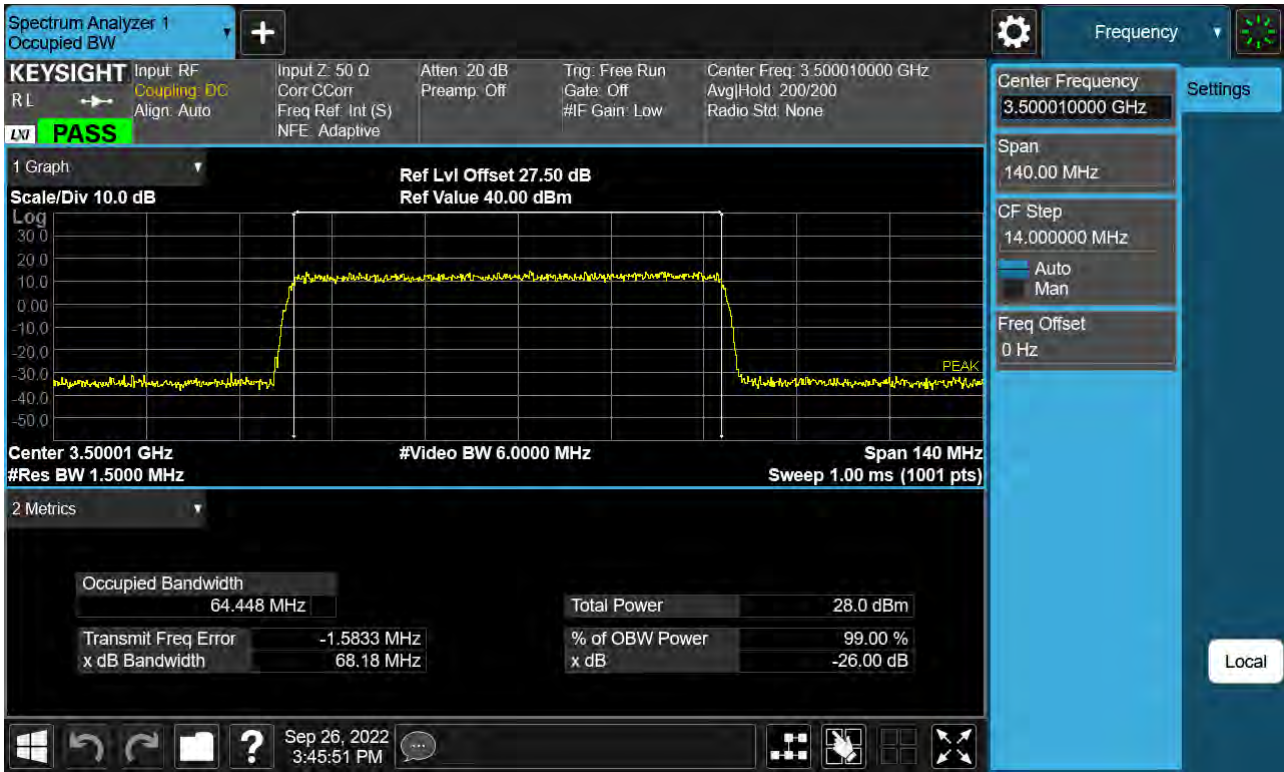 Spectrum Analyzer 1
Occupied BW
+
Frequency
KEYSIGHT
RL
LXI
PASS
Input: RF
Coupling: DC
Align: Auto
Input Z: 50 Ω
Corr CCorr
Freq Ref: Int (S)
NFE: Adaptive
Atten: 20 dB
Preamp: Off
Trig: Free Run
Gate: Off
#IF Gain: Low
Center Freq: 3.500010000 GHz
Avg|Hold: 200/200
Radio Std: None
Center Frequency
3.500010000 GHz
Settings
Span
140.00 MHz
CF Step
14.000000 MHz
Auto
Man
Freq Offset
0 Hz
1 Graph
Scale/Div 10.0 dB
Ref Lvl Offset 27.50 dB
Ref Value 40.00 dBm
Log
30.0
20.0
10.0
0.00
-10.0
-20.0
-30.0
-40.0
-50.0
PEAK
Center 3.50001 GHz
#Video BW 6.0000 MHz
Span 140 MHz
#Res BW 1.5000 MHz
Sweep 1.00 ms (1001 pts)
2 Metrics
Occupied Bandwidth
64.448 MHz
Total Power 28.0 dBm
Transmit Freq Error -1.5833 MHz
% of OBW Power 99.00 %
x dB Bandwidth 68.18 MHz
x dB -26.00 dB
Local
?
Sep 26, 2022
3:45:51 PM